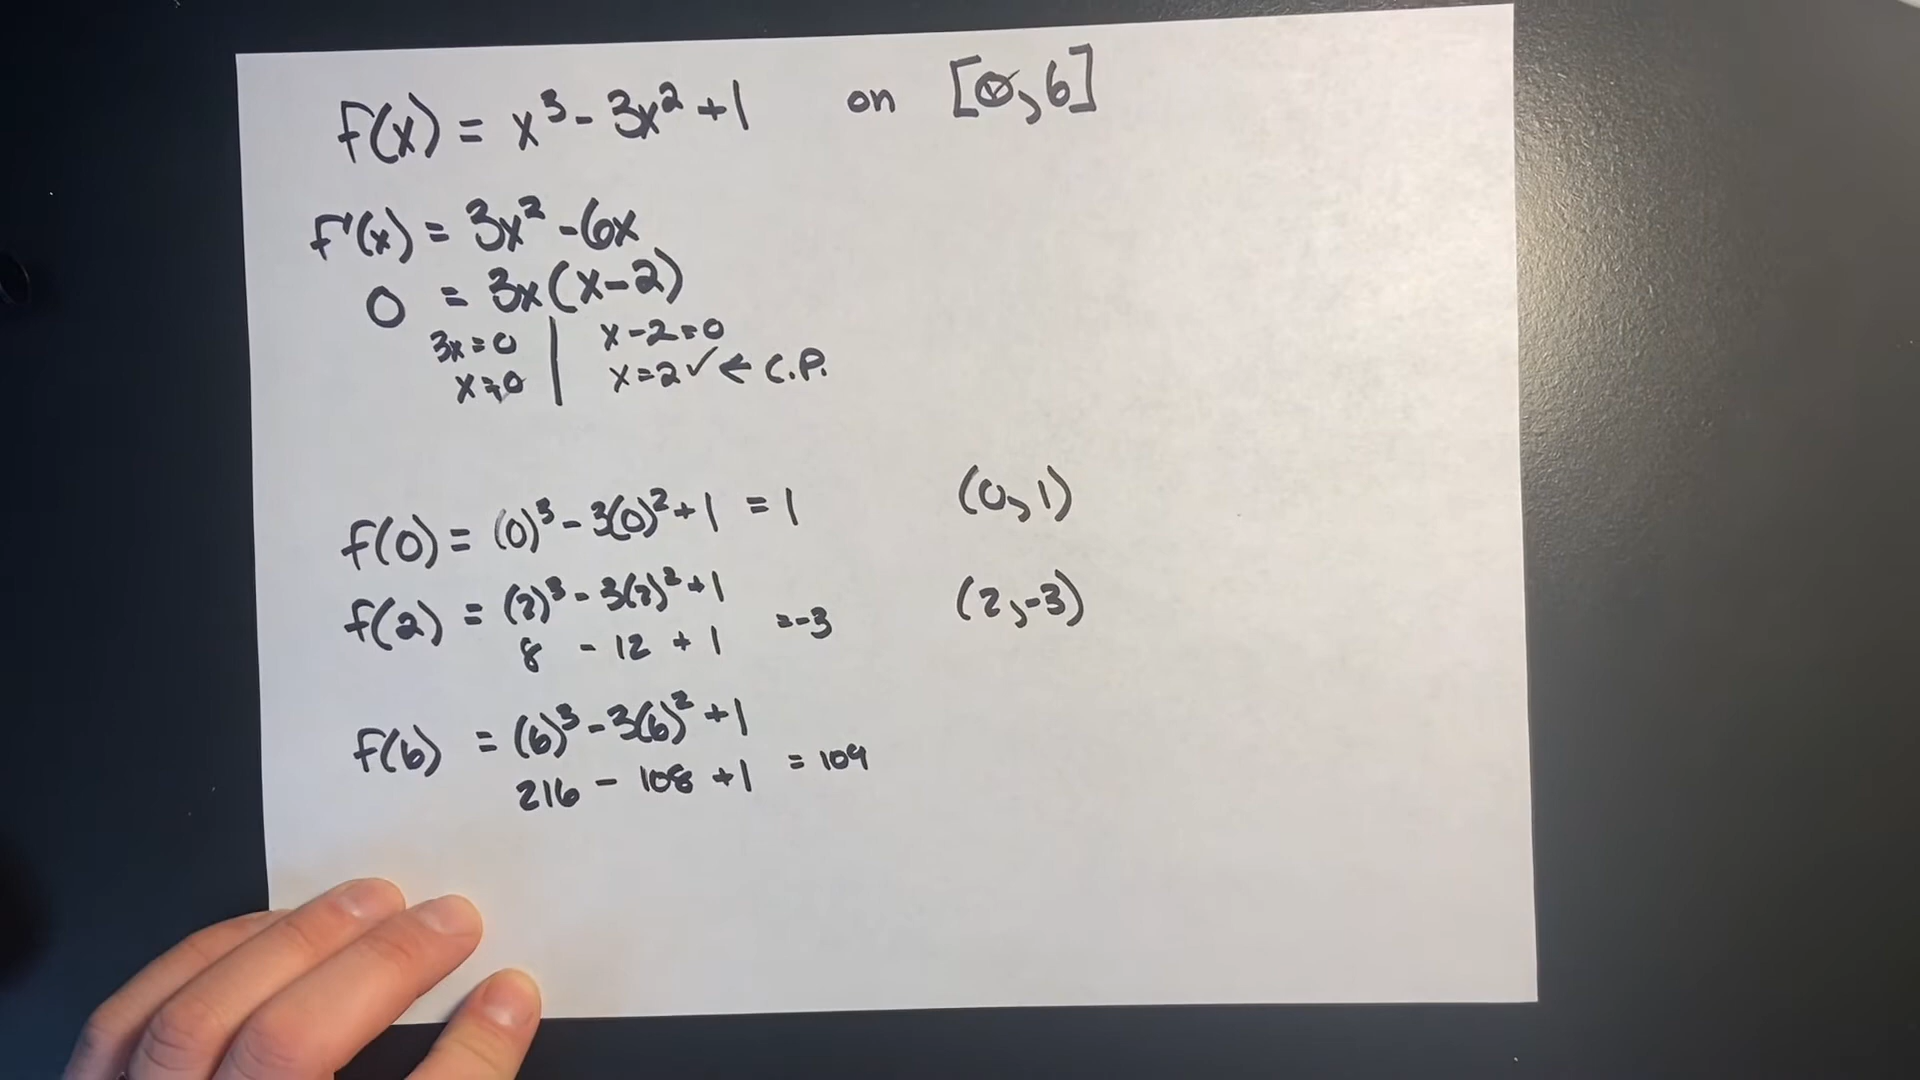 f(x) = x³ - 3x² + 1 on [0, 6]
f'(x) = 3x² - 6x
0 = 3x(x - 2)
3x = 0 | x - 2 = 0
x = 0 | x = 2 ✓ ← C.P.
f(0) = (0)³ - 3(0)² + 1 = 1 (0, 1)
f(2) = (2)³ - 3(2)² + 1
8 - 12 + 1 = -3 (2, -3)
f(6) = (6)³ - 3(6)² + 1
216 - 108 + 1 = 109